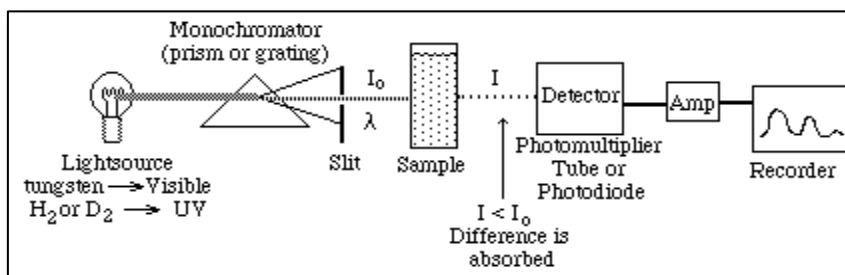 Monochromator
(prism or grating)
I₀
λ
I
Detector
Amp
Lightsource
tungsten → Visible
H₂ or D₂ → UV
Slit
Sample
Photomultiplier
Tube or
Photodiode
Recorder
I < I₀
Difference is
absorbed